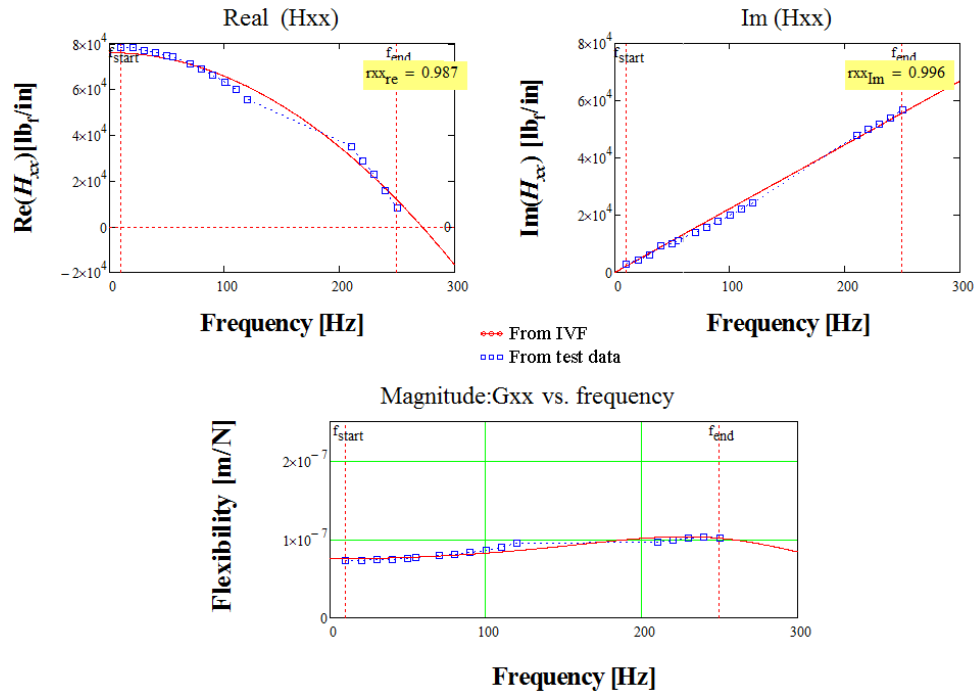 Real (Hxx)
Re(H_xx)[lb_f/in]
8×10^4
6×10^4
4×10^4
2×10^4
0
−2×10^4
f_start
f_end
rxx_re = 0.987
0
0
100
200
300
Frequency [Hz]
Im (Hxx)
Im(H_xx) [lb_f/in]
8×10^4
6×10^4
4×10^4
2×10^4
0
f_start
f_end
rxx_Im = 0.996
0
100
200
300
Frequency [Hz]
From IVF
From test data
Magnitude:Gxx vs. frequency
Flexibility [m/N]
2×10^-7
1×10^-7
0
f_start
f_end
0
100
200
300
Frequency [Hz]